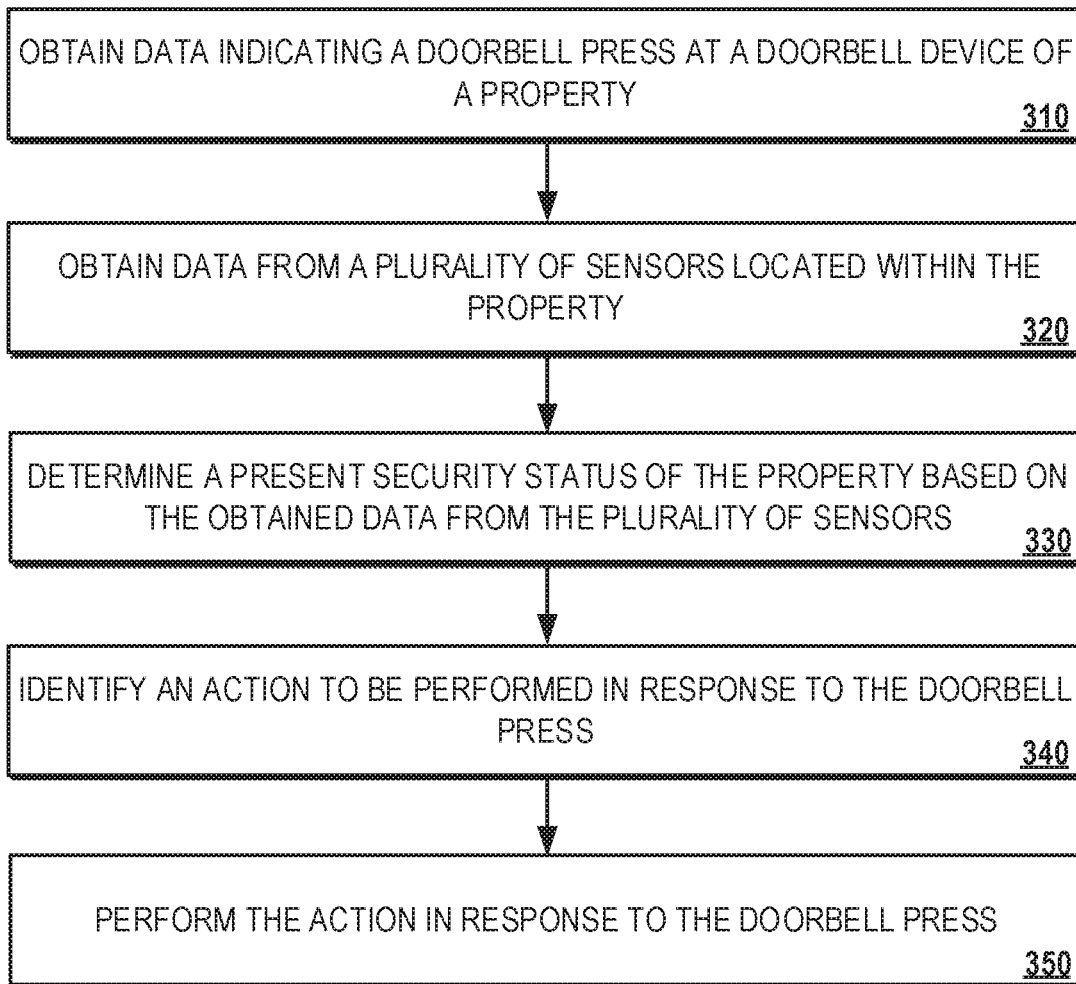 OBTAIN DATA INDICATING A DOORBELL PRESS AT A DOORBELL DEVICE OF
A PROPERTY
310
OBTAIN DATA FROM A PLURALITY OF SENSORS LOCATED WITHIN THE
PROPERTY
320
DETERMINE A PRESENT SECURITY STATUS OF THE PROPERTY BASED ON
THE OBTAINED DATA FROM THE PLURALITY OF SENSORS
330
IDENTIFY AN ACTION TO BE PERFORMED IN RESPONSE TO THE DOORBELL
PRESS
340
PERFORM THE ACTION IN RESPONSE TO THE DOORBELL PRESS
350